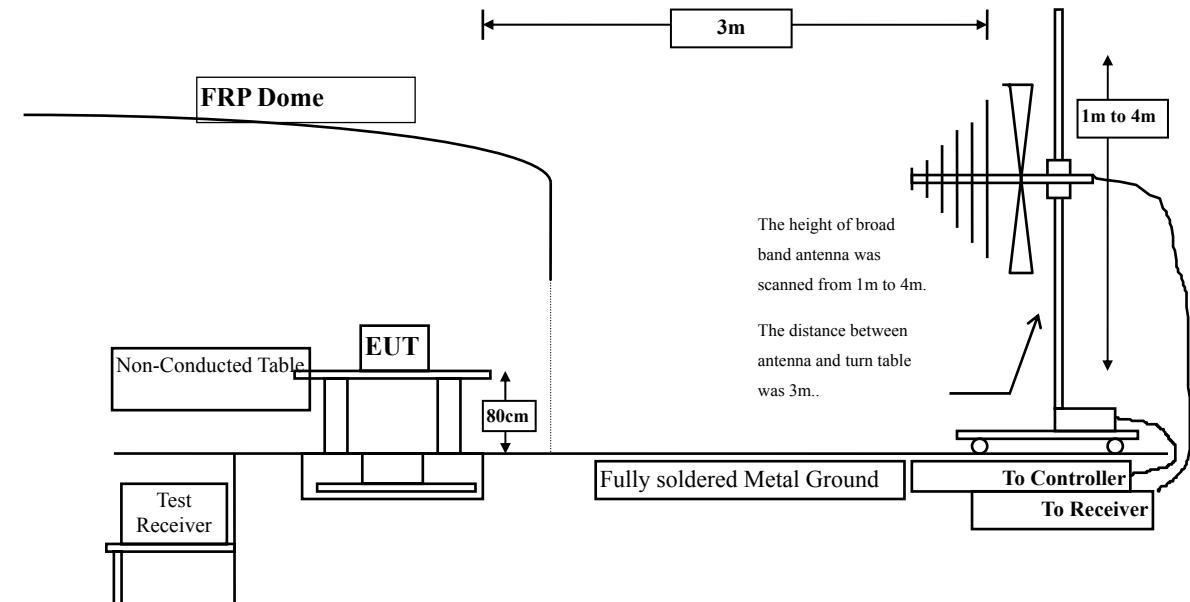 3m
FRP Dome
1m to 4m
The height of broad
band antenna was
scanned from 1m to 4m.
The distance between
antenna and turn table
was 3m..
EUT
Non-Conducted Table
80cm
Fully soldered Metal Ground
To Controller
To Receiver
Test
Receiver